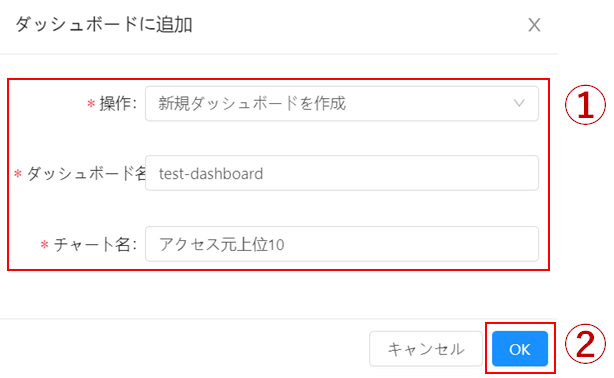 ダッシュボードに追加 X
* 操作: 新規ダッシュボードを作成 ①
* ダッシュボード名 test-dashboard
* チャート名: アクセス元上位10
キャンセル OK ②